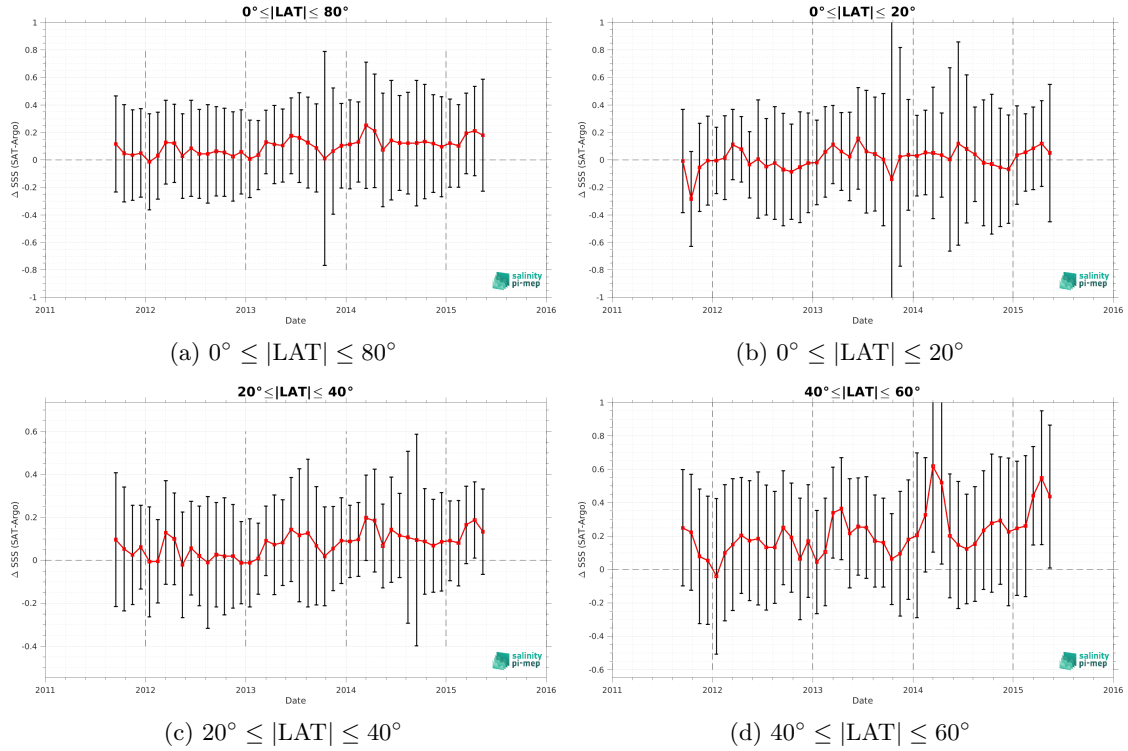 0°≤|LAT|≤ 80°
1
0.8
0.6
0.4
0.2
0
-0.2
-0.4
-0.6
-0.8
-1
Δ SSS (SAT-Argo)
2011
2012
2013
2014
2015
2016
Date
salinity
pi-mep
(a) 0° ≤ |LAT| ≤ 80°
0°≤|LAT|≤ 20°
1
0.8
0.6
0.4
0.2
0
-0.2
-0.4
-0.6
-0.8
-1
Δ SSS (SAT-Argo)
2011
2012
2013
2014
2015
2016
Date
salinity
pi-mep
(b) 0° ≤ |LAT| ≤ 20°
20°≤|LAT|≤ 40°
0.6
0.4
0.2
0
-0.2
-0.4
Δ SSS (SAT-Argo)
2011
2012
2013
2014
2015
2016
Date
salinity
pi-mep
(c) 20° ≤ |LAT| ≤ 40°
40°≤|LAT|≤ 60°
1
0.8
0.6
0.4
0.2
0
-0.2
-0.4
-0.6
Δ SSS (SAT-Argo)
2011
2012
2013
2014
2015
2016
Date
salinity
pi-mep
(d) 40° ≤ |LAT| ≤ 60°